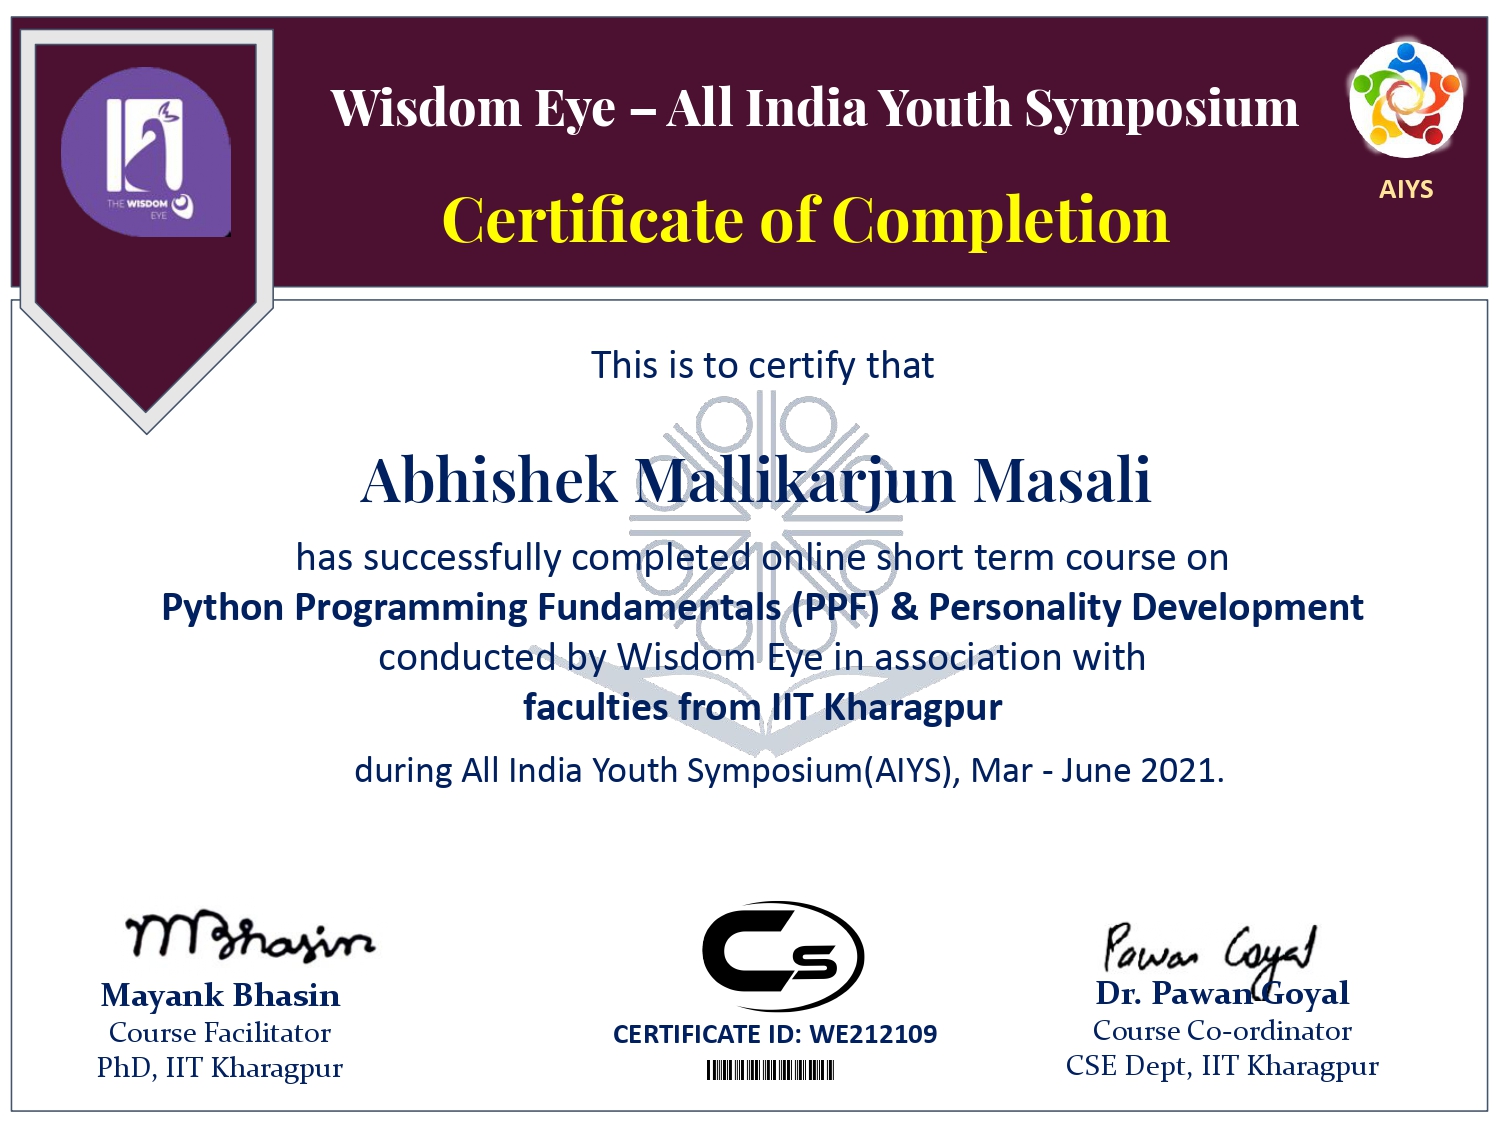 Wisdom Eye – All India Youth Symposium
Certificate of Completion
THE WISDOM
EYE
AIYS
This is to certify that
Abhishek Mallikarjun Masali
has successfully completed online short term course on
Python Programming Fundamentals (PPF) & Personality Development
conducted by Wisdom Eye in association with
faculties from IIT Kharagpur
during All India Youth Symposium(AIYS), Mar - June 2021.
MBhasin
Mayank Bhasin
Course Facilitator
PhD, IIT Kharagpur
CS
CERTIFICATE ID: WE212109
Pawan Goyal
Dr. Pawan Goyal
Course Co-ordinator
CSE Dept, IIT Kharagpur